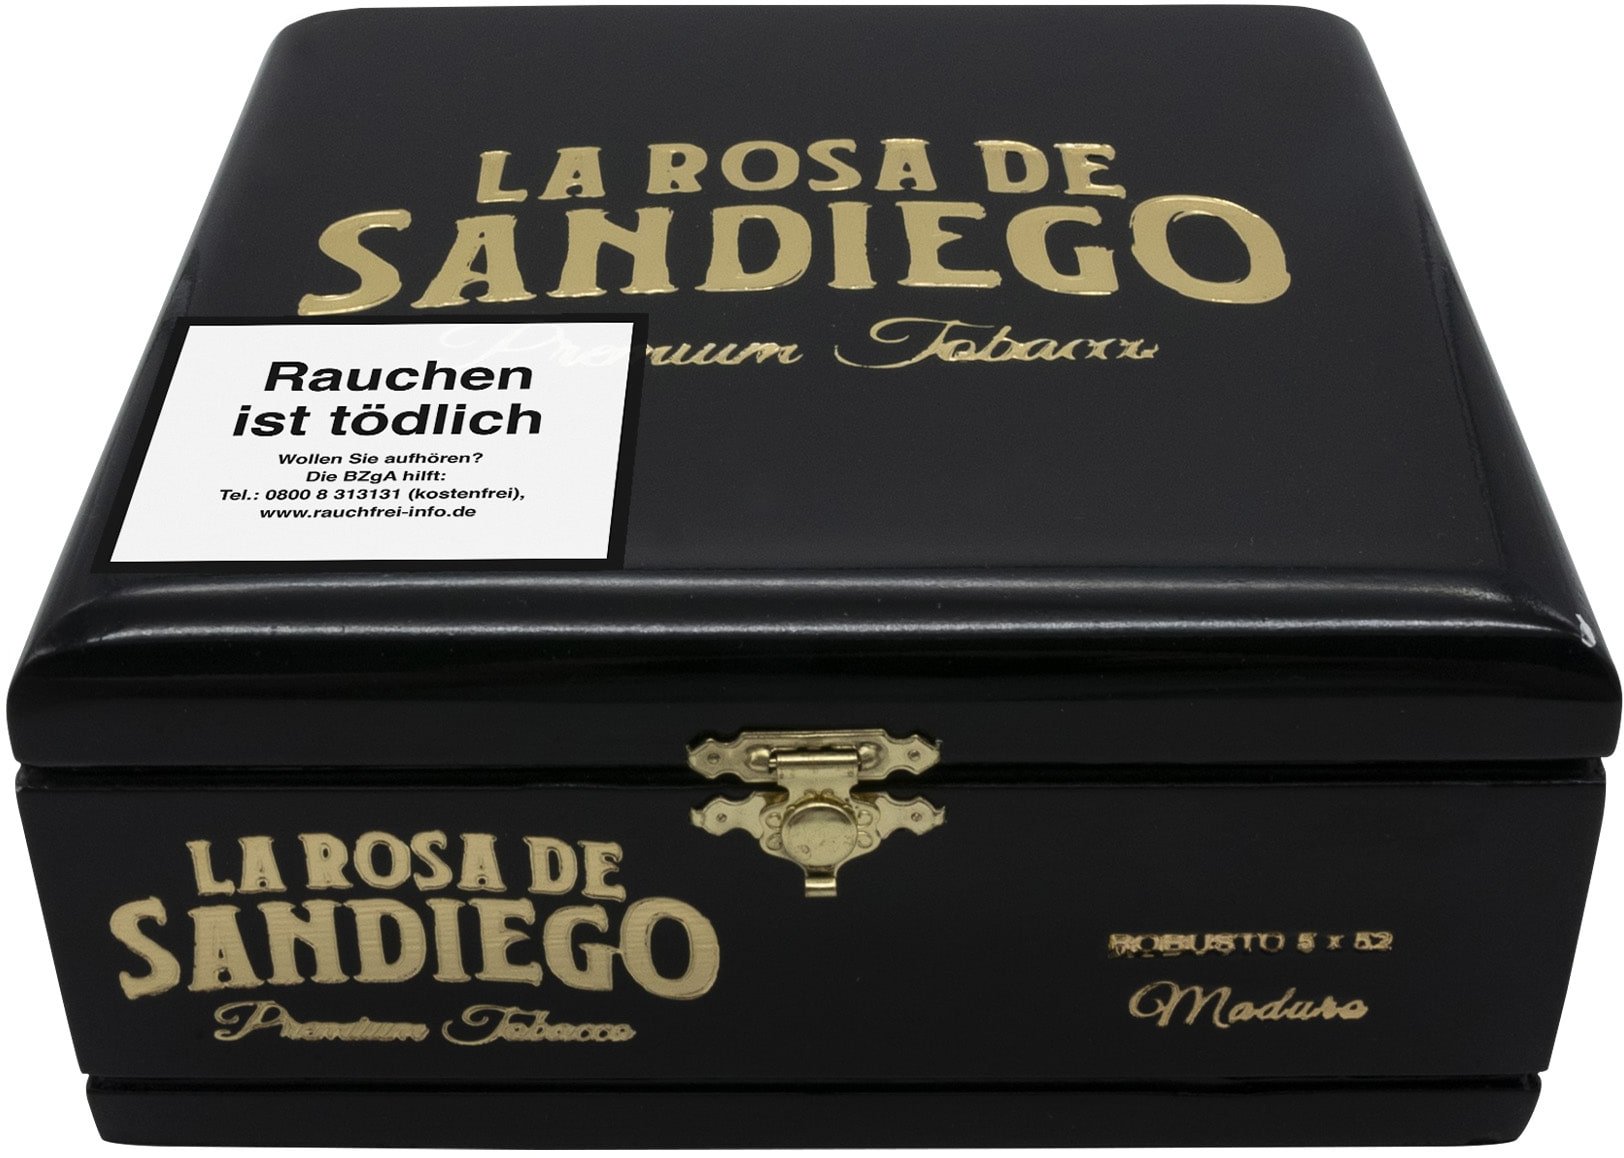 LA ROSA DE
SANDIEGO
Premium Tobacco
Rauchen
ist tödlich
Wollen Sie aufhören?
Die BZgA hilft:
Tel.: 0800 8 313131 (kostenfrei),
www.rauchfrei-info.de
LA ROSA DE
SANDIEGO
Premium Tobacco
ROBUSTO 5 x 52
Maduro